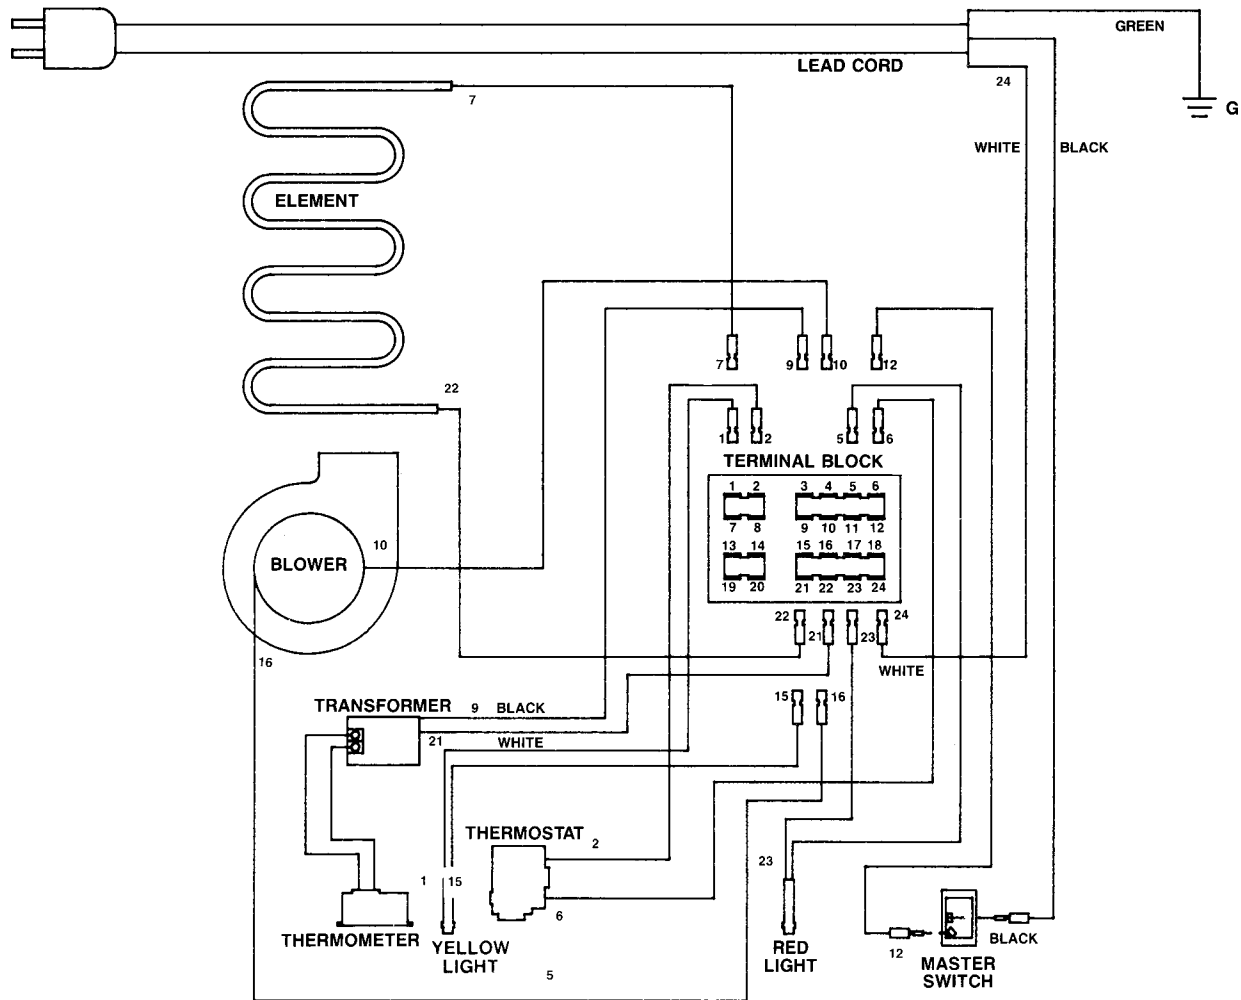 GREEN
LEAD CORD
24
G
7
WHITE BLACK
ELEMENT
7 9 10 12
22
1 2 5 6
TERMINAL BLOCK
1 2 3 4 5 6
7 8 9 10 11 12
10
13 14 15 16 17 18
BLOWER
19 20 21 22 23 24
22 21 23 24
16
WHITE
15 16
TRANSFORMER
9 BLACK
21 WHITE
THERMOSTAT
2
23
1 15
6
THERMOMETER
YELLOW
LIGHT
RED
LIGHT
12
BLACK
MASTER
SWITCH
5